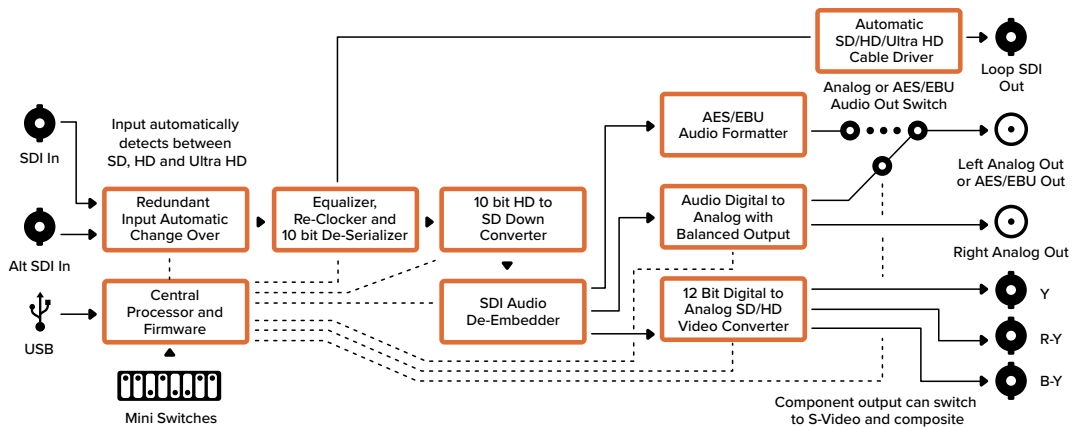 Automatic
SD/HD/Ultra HD
Cable Driver
Loop SDI
Out
Analog or AES/EBU
Audio Out Switch
SDI In
Input automatically
detects between
SD, HD and Ultra HD
AES/EBU
Audio Formatter
Left Analog Out
or AES/EBU Out
Alt SDI In
Redundant
Input Automatic
Change Over
Equalizer,
Re-Clocker and
10 bit De-Serializer
10 bit HD to
SD Down
Converter
Audio Digital to
Analog with
Balanced Output
Right Analog Out
USB
Central
Processor and
Firmware
SDI Audio
De-Embedder
12 Bit Digital to
Analog SD/HD
Video Converter
Y
R-Y
B-Y
Mini Switches
Component output can switch
to S-Video and composite